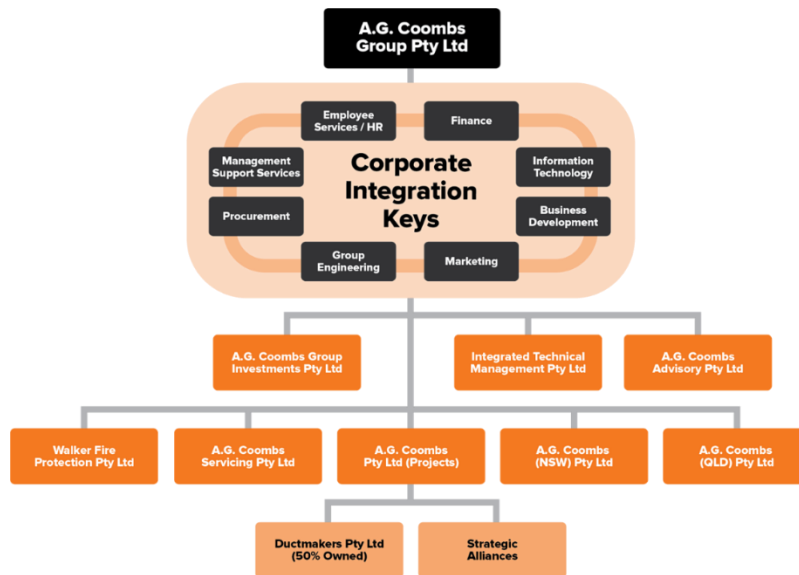 A.G. Coombs
Group Pty Ltd
Employee
Services / HR
Finance
Management
Support Services
Corporate
Integration
Keys
Information
Technology
Procurement
Business
Development
Group
Engineering
Marketing
A.G. Coombs Group
Investments Pty Ltd
Integrated Technical
Management Pty Ltd
A.G. Coombs
Advisory Pty Ltd
Walker Fire
Protection Pty Ltd
A.G. Coombs
Servicing Pty Ltd
A.G. Coombs
Pty Ltd (Projects)
A.G. Coombs
(NSW) Pty Ltd
A.G. Coombs
(QLD) Pty Ltd
Ductmakers Pty Ltd
(50% Owned)
Strategic
Alliances